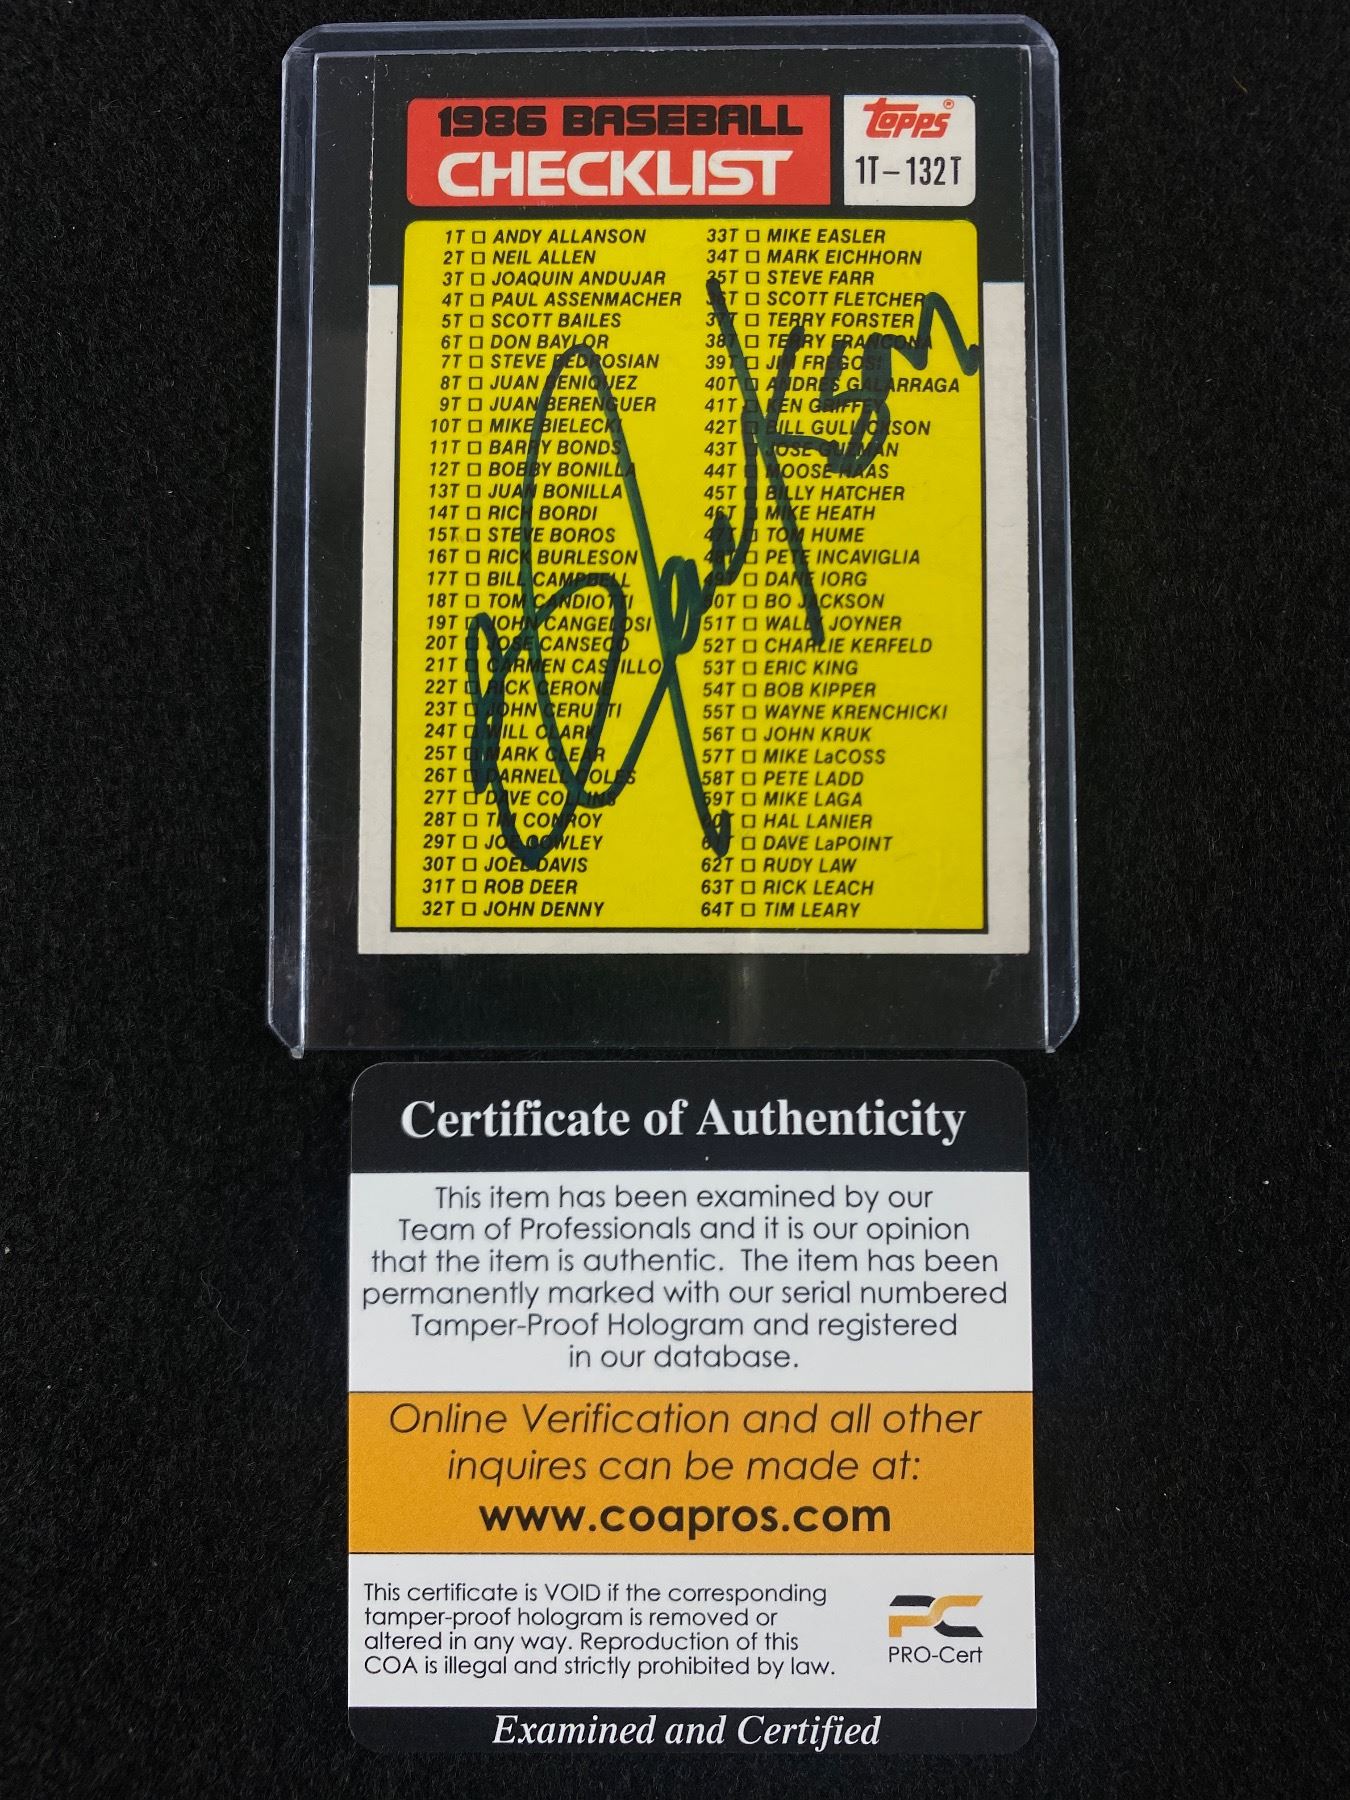 1986 BASEBALL
CHECKLIST
Topps®
1T-132T
1T ANDY ALLANSON
2T NEIL ALLEN
3T JOAQUIN ANDUJAR
4T PAUL ASSENMACHER
5T SCOTT BAILES
6T DON BAYLOR
7T STEVE BEDROSIAN
8T JUAN BENIQUEZ
9T JUAN BERENGUER
10T MIKE BIELECKI
11T BARRY BONDS
12T BOBBY BONILLA
13T JUAN BONILLA
14T RICH BORDI
15T STEVE BOROS
16T RICK BURLESON
17T BILL CAMPBELL
18T TOM CANDIOTTI
19T JOHN CANGELOSI
20T JOSE CANSECO
21T CARMEN CASTILLO
22T RICK CERONE
23T JOHN CERUTTI
24T WILL CLARK
25T MARK CLEAR
26T DARNELL COLES
27T DAVE COLLINS
28T TIM CONROY
29T JOE COWLEY
30T JOEL DAVIS
31T ROB DEER
32T JOHN DENNY
33T MIKE EASLER
34T MARK EICHHORN
35T STEVE FARR
36T SCOTT FLETCHER
37T TERRY FORSTER
38T TERRY FRANCONA
39T JIM FREGOSI
40T ANDRES GALARRAGA
41T KEN GRIFFEY
42T BILL GULLICKSON
43T JOSE GUZMAN
44T MOOSE HAAS
45T BILLY HATCHER
46T MIKE HEATH
47T TOM HUME
48T PETE INCAVIGLIA
49T DANE IORG
50T BO JACKSON
51T WALLY JOYNER
52T CHARLIE KERFELD
53T ERIC KING
54T BOB KIPPER
55T WAYNE KRENCHICKI
56T JOHN KRUK
57T MIKE LaCOSS
58T PETE LADD
59T MIKE LAGA
60T HAL LANIER
61T DAVE LaPOINT
62T RUDY LAW
63T RICK LEACH
64T TIM LEARY
Certificate of Authenticity
This item has been examined by our
Team of Professionals and it is our opinion
that the item is authentic. The item has been
permanently marked with our serial numbered
Tamper-Proof Hologram and registered
in our database.
Online Verification and all other
inquires can be made at:
www.coapros.com
This certificate is VOID if the corresponding
tamper-proof hologram is removed or
altered in any way. Reproduction of this
COA is illegal and strictly prohibited by law.
PC
PRO-Cert
Examined and Certified